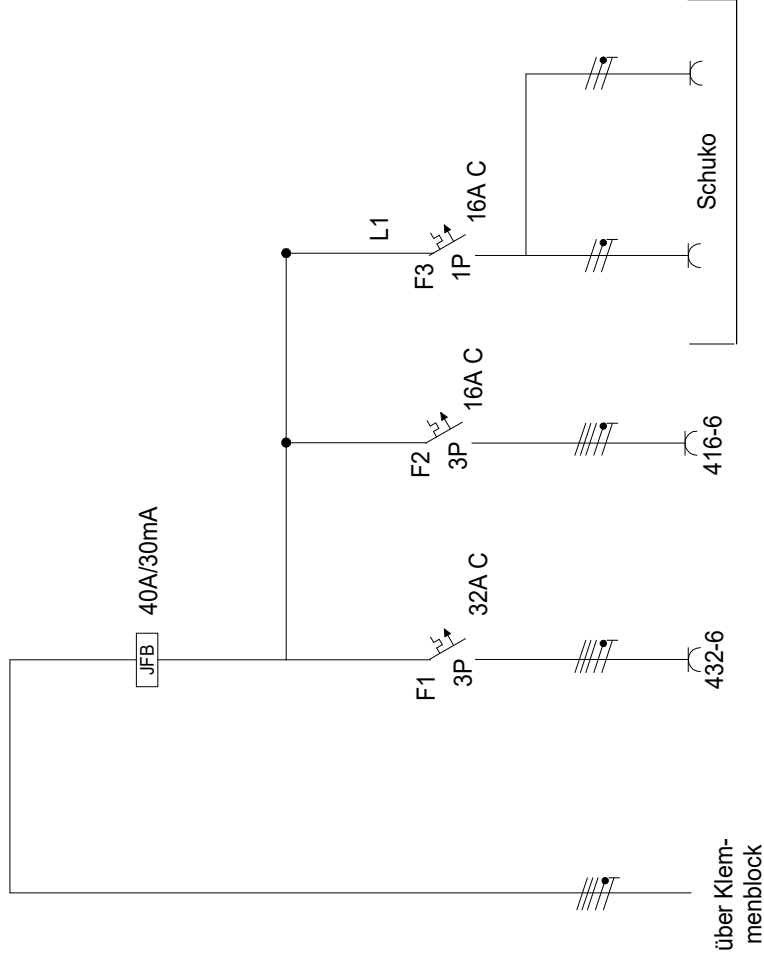 JFB
40A/30mA
L1
F1
3P
32A C
F2
3P
16A C
F3
1P
16A C
über Klem-
menblock
432-6
416-6
Schuko